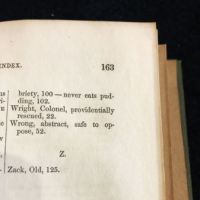 INDEX. 163
briety, 100 — never eats pud-
ding, 102.
Wright, Colonel, providentially
rescued, 22.
Wrong, abstract, safe to op-
pose, 52.
Z.
Zack, Old, 125.